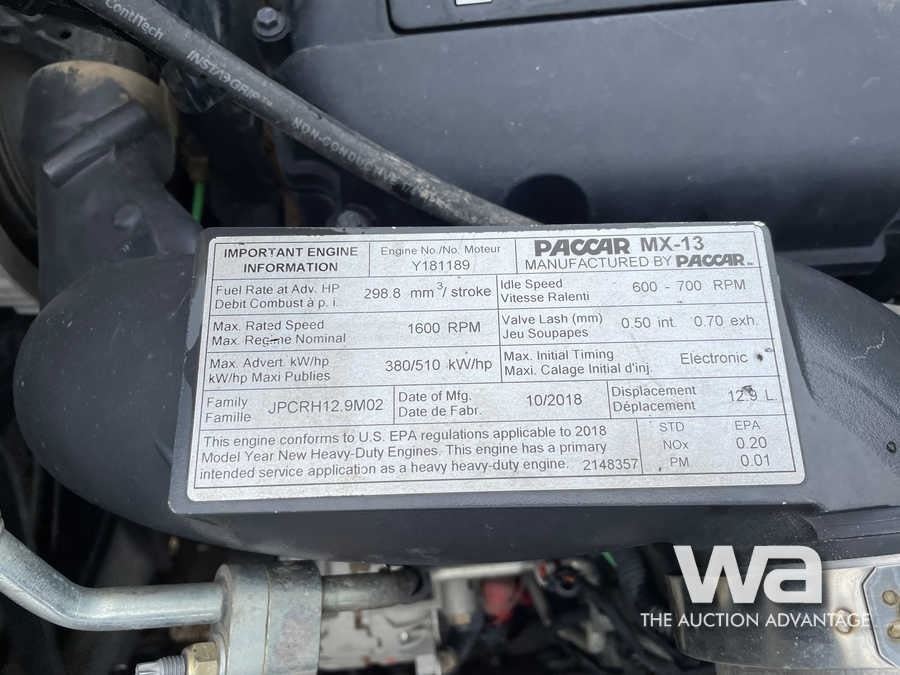 ContiTech INSTA-GRIP™ NON-CONDUCTIVE
IMPORTANT ENGINE
INFORMATION
Engine No./No. Moteur
Y181189
PACCAR MX-13
MANUFACTURED BY PACCAR
Fuel Rate at Adv. HP
Debit Combust à p. i.
298.8 mm³/ stroke
Idle Speed
Vitesse Ralenti
600 - 700 RPM
Max. Rated Speed
Max. Regime Nominal
1600 RPM
Valve Lash (mm)
Jeu Soupapes
0.50 int. 0.70 exh.
Max. Advert. kW/hp
kW/hp Maxi Publies
380/510 kW/hp
Max. Initial Timing
Maxi. Calage Initial d'inj.
Electronic
Family
Famille
JPCRH12.9M02
Date of Mfg.
Date de Fabr.
10/2018
Displacement
Déplacement
12.9 L
This engine conforms to U.S. EPA regulations applicable to 2018
Model Year New Heavy-Duty Engines. This engine has a primary
intended service application as a heavy heavy-duty engine. 2148357
STD EPA
NOx 0.20
PM 0.01
wa
THE AUCTION ADVANTAGE